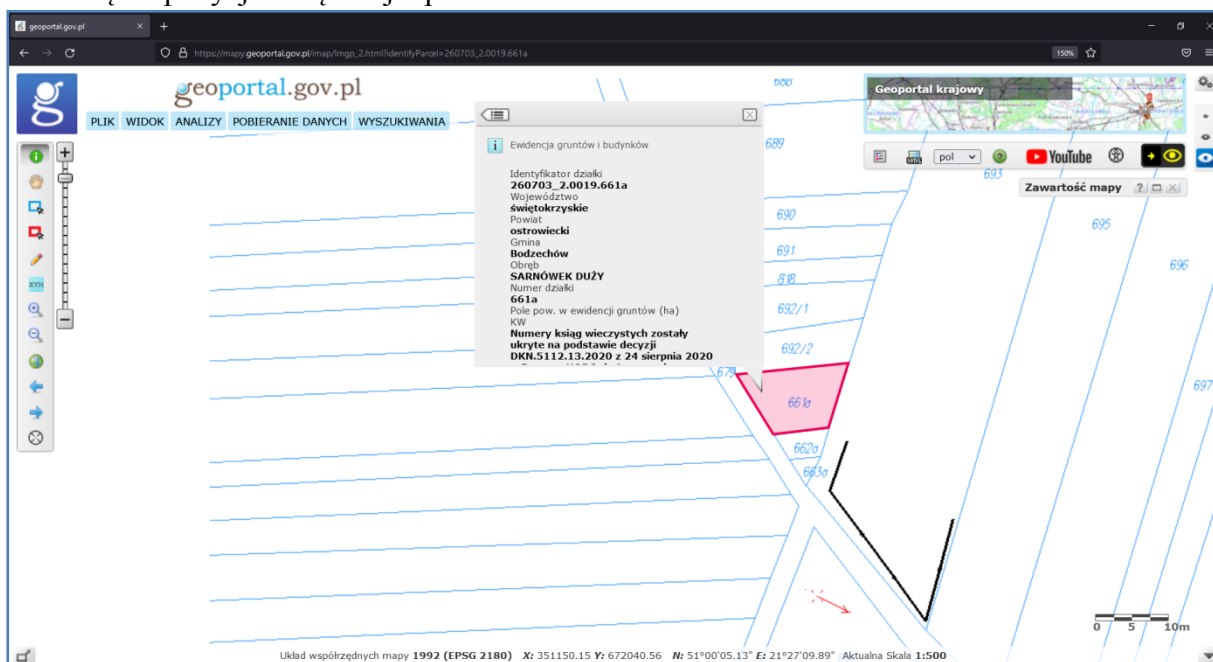 geoportal.gov.pl
https://mapy.geoportal.gov.pl/imap/Imgp_2.html?identifyParcel=260703_2.0019.661a
150%
geoportal.gov.pl
PLIK WIDOK ANALIZY POBIERANIE DANYCH WYSZUKIWANIA
Geoportal krajowy
pol
YouTube
Zawartość mapy
Ewidencja gruntów i budynków
Identyfikator działki
260703_2.0019.661a
Województwo
świętokrzyskie
Powiat
ostrowiecki
Gmina
Bodzechów
Obręb
SARNÓWEK DUŻY
Numer działki
661a
Pole pow. w ewidencji gruntów (ha)
KW
Numery ksiąg wieczystych zostały
ukryte na podstawie decyzji
DKN.5112.13.2020 z 24 sierpnia 2020
689
693
690
695
691
696
818
692/1
692/2
679
697
661a
662a
663a
0 5 10m
Układ współrzędnych mapy 1992 (EPSG 2180) X: 351150.15 Y: 672040.56 N: 51°00'05.13" E: 21°27'09.89" Aktualna Skala 1:500